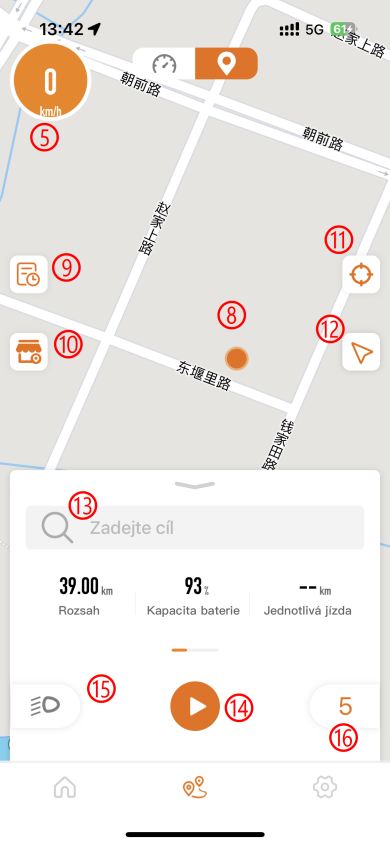 13:42
5G
61
赵家上路
0
km/h
⑤
朝前路
朝前路
赵家上路
⑨
⑪
⑧
⑩
⑫
东堰里路
钱家田路
⑬
Zadejte cíl
39.00 km
93 %
-- km
Rozsah
Kapacita baterie
Jednotlivá jízda
⑮
⑭
5
⑯